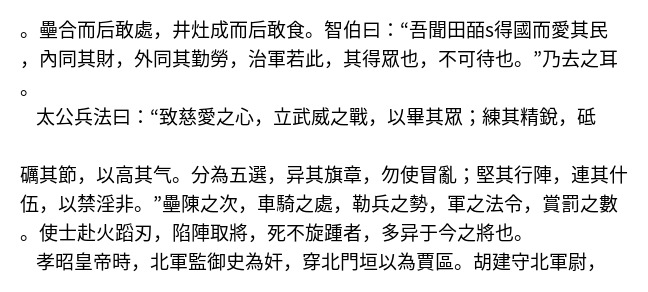 。壘合而后敢處，井灶成而后敢食。智伯曰：“吾聞田臦s得國而愛其民
，內同其財，外同其勤勞，治軍若此，其得眾也，不可待也。”乃去之耳
。
太公兵法曰：“致慈愛之心，立武威之戰，以畢其眾；練其精銳，砥
礪其節，以高其气。分為五選，异其旗章，勿使冒亂；堅其行陣，連其什
伍，以禁淫非。”壘陳之次，車騎之處，勒兵之勢，軍之法令，賞罰之數
。使士赴火蹈刃，陷陣取將，死不旋踵者，多异于今之將也。
孝昭皇帝時，北軍監御史為奸，穿北門垣以為賈區。胡建守北軍尉，